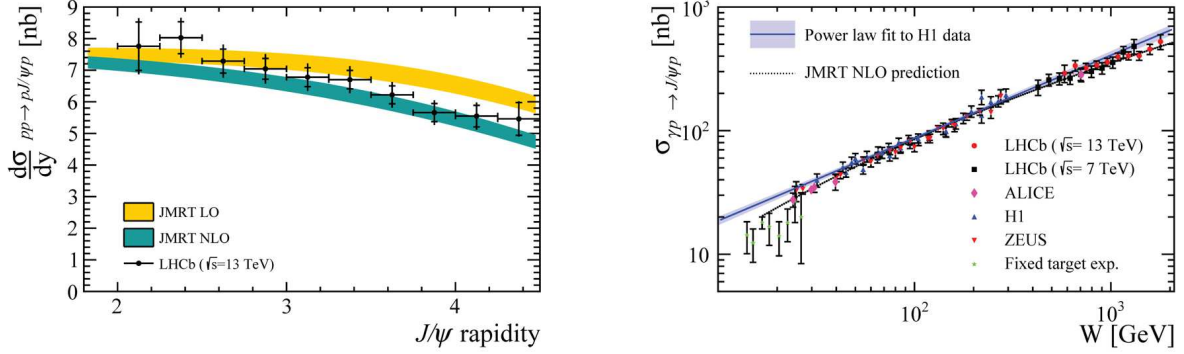 dσ/dy pp → pJ/ψp [nb]
9
8
7
6
5
4
3
2
1
0
JMRT LO
JMRT NLO
LHCb (√s=13 TeV)
2 3 4
J/ψ rapidity
σ γp → J/ψp [nb]
10³
10²
10
Power law fit to H1 data
JMRT NLO prediction
LHCb (√s= 13 TeV)
LHCb (√s= 7 TeV)
ALICE
H1
ZEUS
Fixed target exp.
10² 10³
W [GeV]